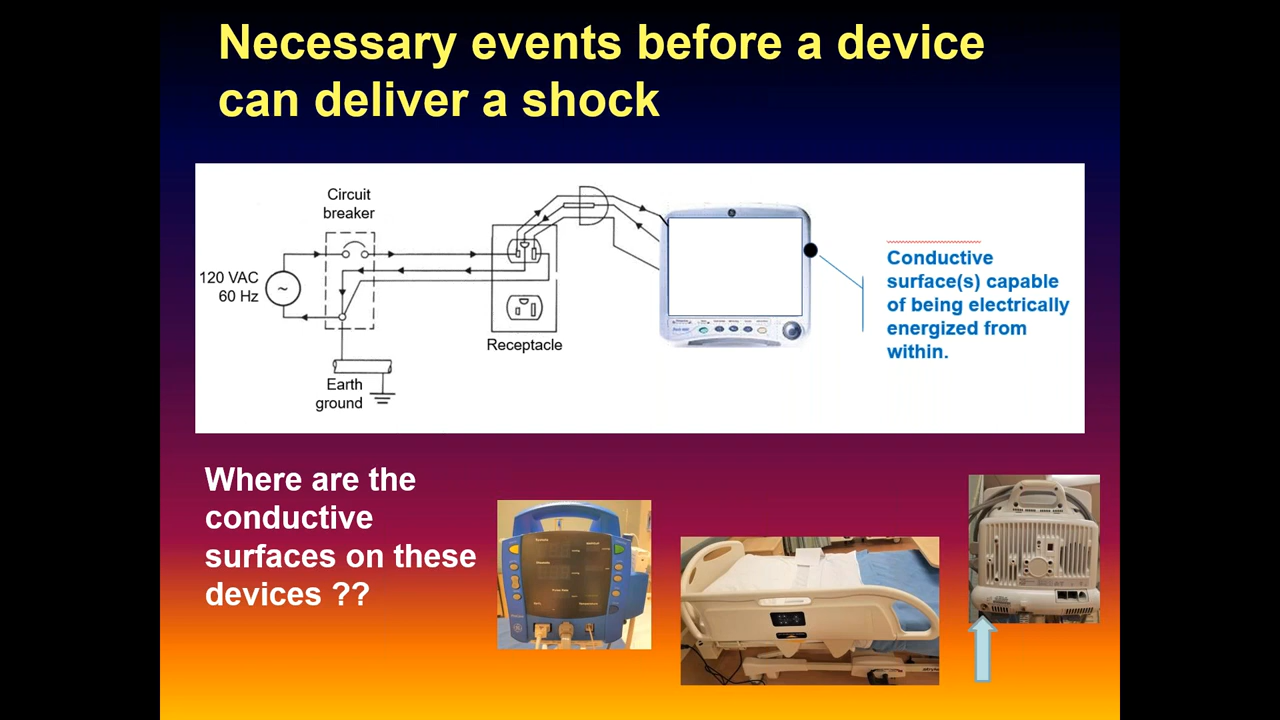 Necessary events before a device
can deliver a shock
Circuit
breaker
120 VAC
60 Hz
~
Receptacle
Earth
ground
Conductive
surface(s) capable
of being electrically
energized from
within.
Where are the
conductive
surfaces on these
devices ??